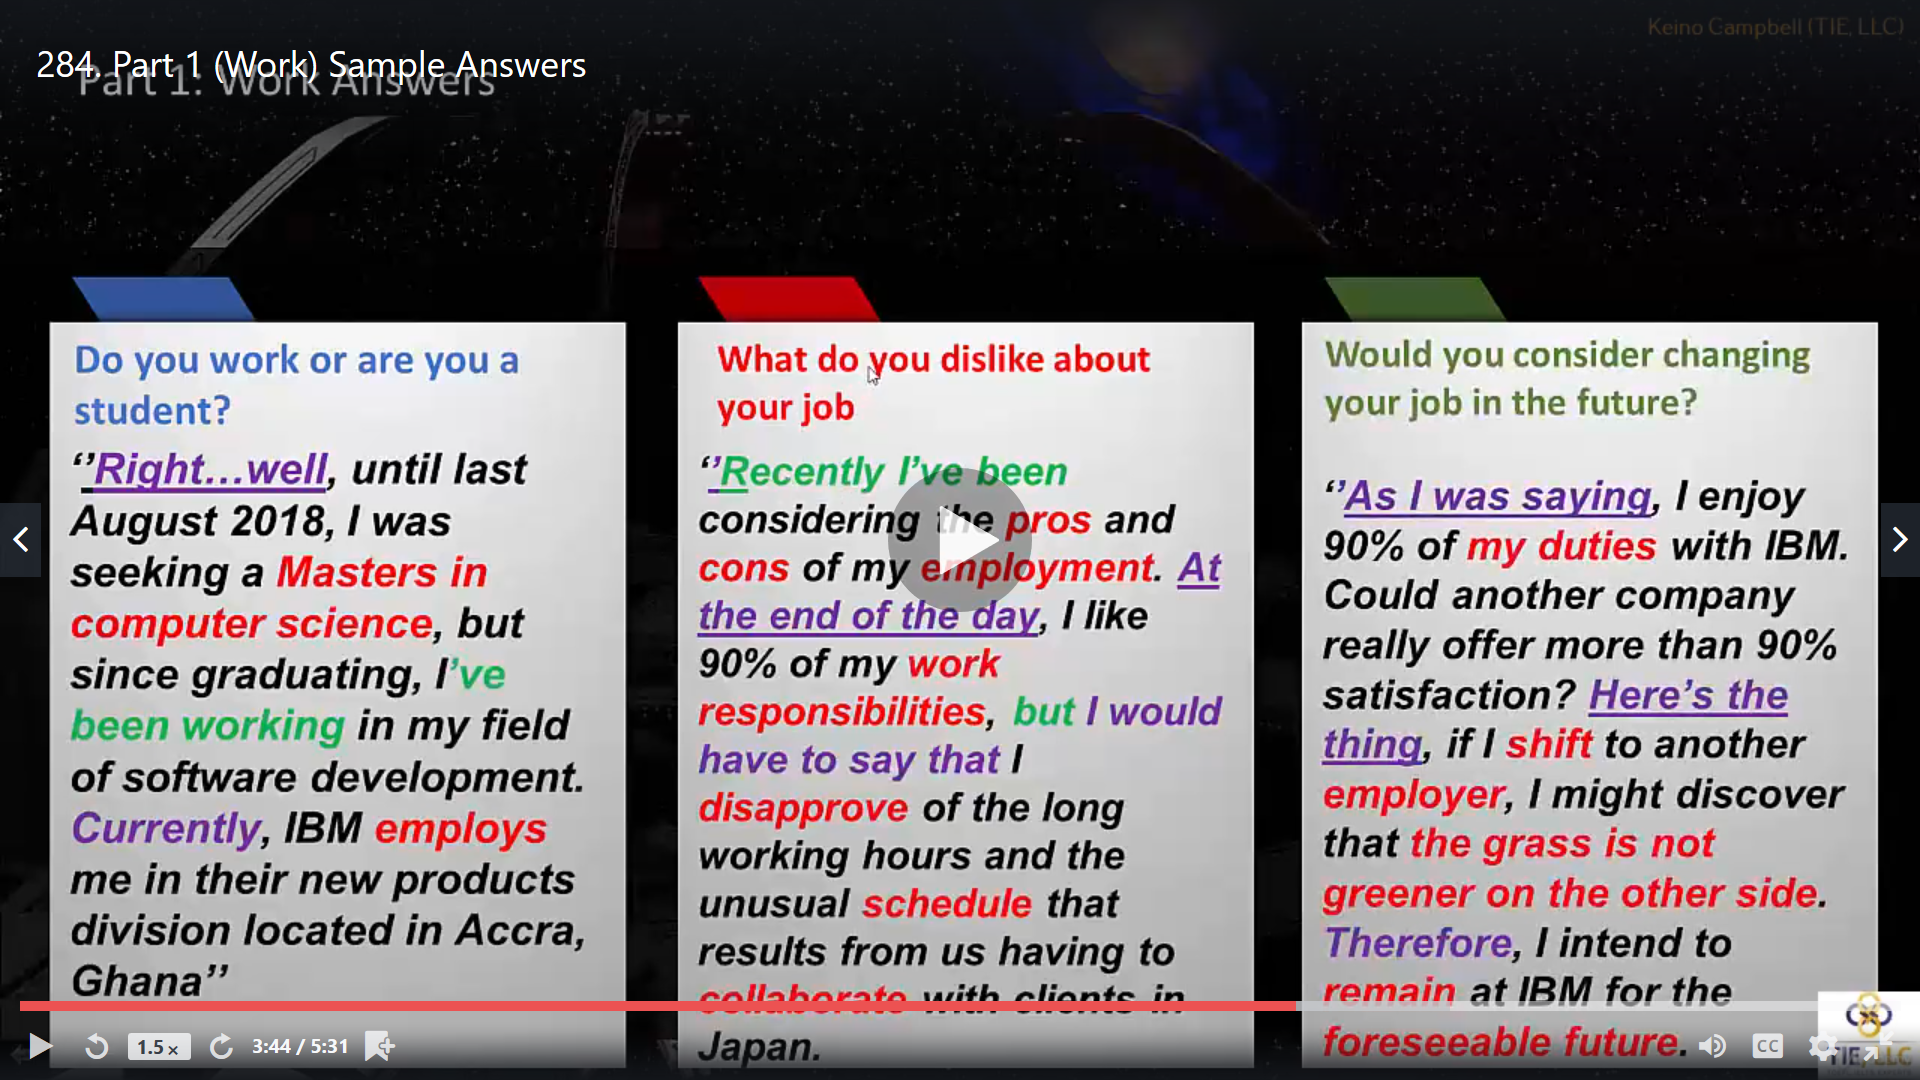 Keino Campbell (TIE, LLC)
284. Part 1 (Work) Sample Answers
Part 1: Work Answers
Do you work or are you a
student?
‘’Right...well, until last
August 2018, I was
seeking a Masters in
computer science, but
since graduating, I’ve
been working in my field
of software development.
Currently, IBM employs
me in their new products
division located in Accra,
Ghana’’
What do you dislike about
your job
‘’Recently I’ve been
considering the pros and
cons of my employment. At
the end of the day, I like
90% of my work
responsibilities, but I would
have to say that I
disapprove of the long
working hours and the
unusual schedule that
results from us having to
collaborate with clients in
Japan.
Would you consider changing
your job in the future?
‘’As I was saying, I enjoy
90% of my duties with IBM.
Could another company
really offer more than 90%
satisfaction? Here’s the
thing, if I shift to another
employer, I might discover
that the grass is not
greener on the other side.
Therefore, I intend to
remain at IBM for the
foreseeable future.
1.5 x
3:44 / 5:31
CC
TIE, LLC